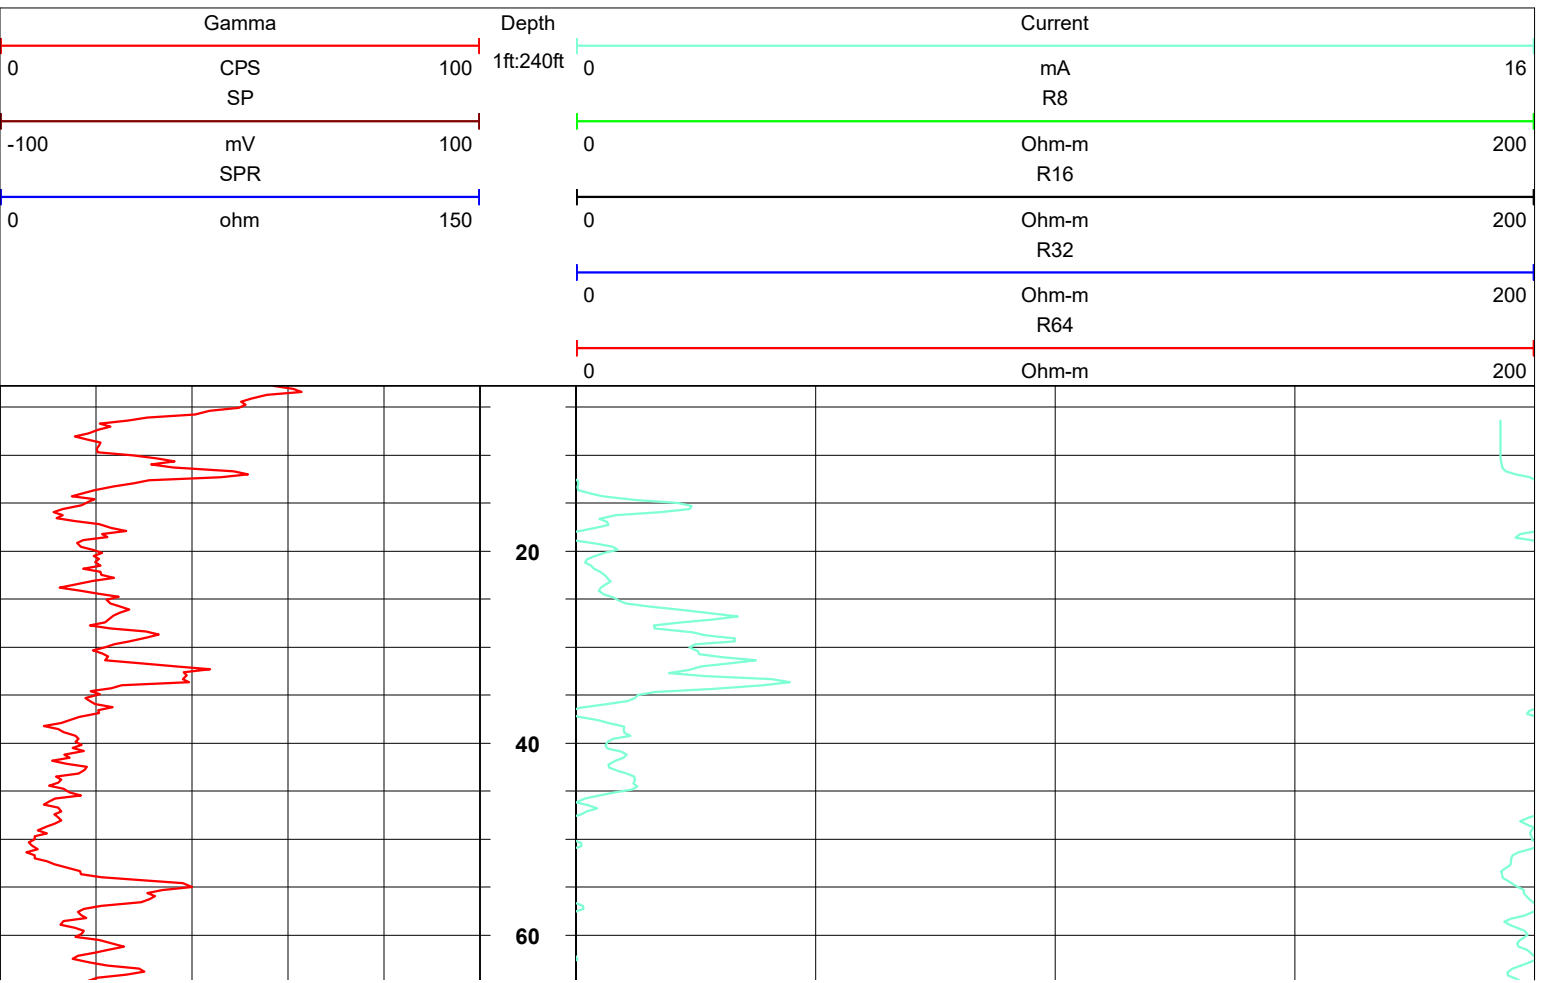 Gamma Depth Current
1ft:240ft
0 CPS 100 0 mA 16
SP R8
-100 mV 100 0 Ohm-m 200
SPR R16
0 ohm 150 0 Ohm-m 200
R32
0 Ohm-m 200
R64
0 Ohm-m 200
20
40
60